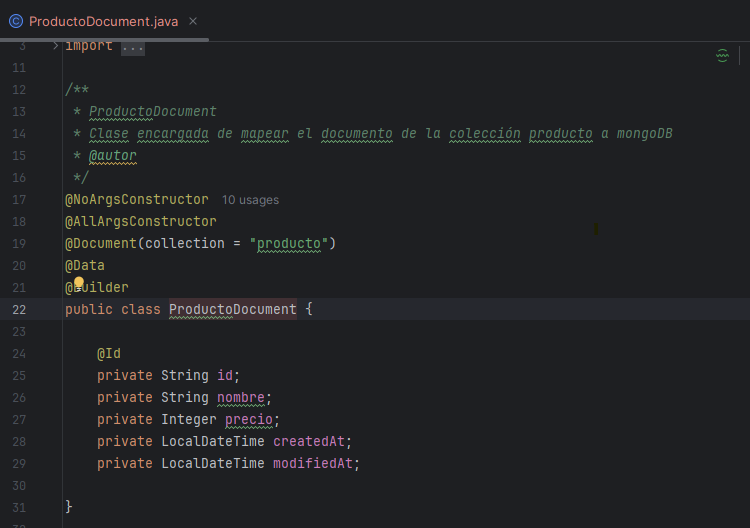 ProductoDocument.java
3 import ...
11
12 /**
13 * ProductoDocument
14 * Clase encargada de mapear el documento de la colección producto a mongoDB
15 * @autor
16 */
17 @NoArgsConstructor 10 usages
18 @AllArgsConstructor
19 @Document(collection = "producto")
20 @Data
21 @Builder
22 public class ProductoDocument {
23
24 @Id
25 private String id;
26 private String nombre;
27 private Integer precio;
28 private LocalDateTime createdAt;
29 private LocalDateTime modifiedAt;
30
31 }